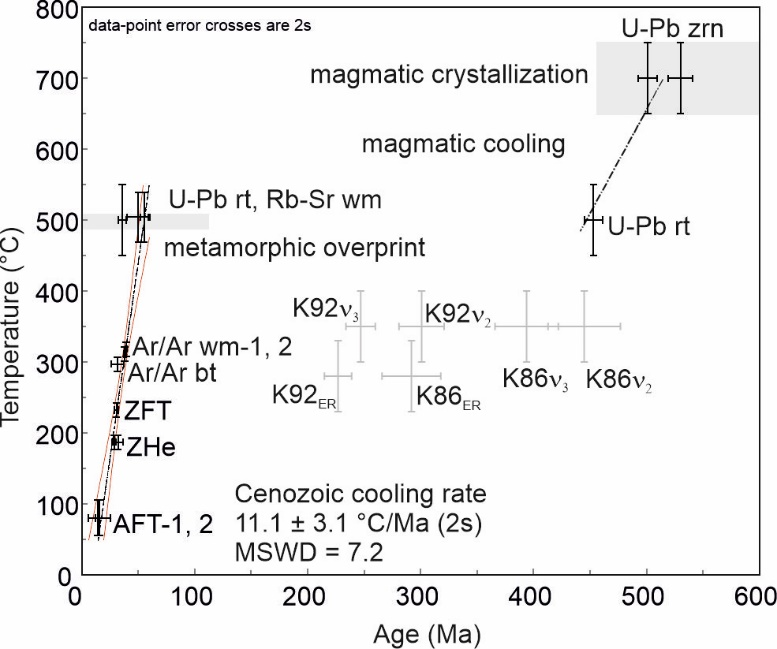 800
data-point error crosses are 2s
U-Pb zrn
700
magmatic crystallization
magmatic cooling
600
U-Pb rt, Rb-Sr wm
500
U-Pb rt
metamorphic overprint
400
K92ν₃
K92ν₂
Ar/Ar wm-1, 2
300
Ar/Ar bt
K86ν₃
K86ν₂
K92ER
K86ER
ZFT
200
ZHe
Cenozoic cooling rate
100
AFT-1, 2
11.1 ± 3.1 °C/Ma (2s)
MSWD = 7.2
0
0
100
200
300
400
500
600
Age (Ma)
Temperature (°C)